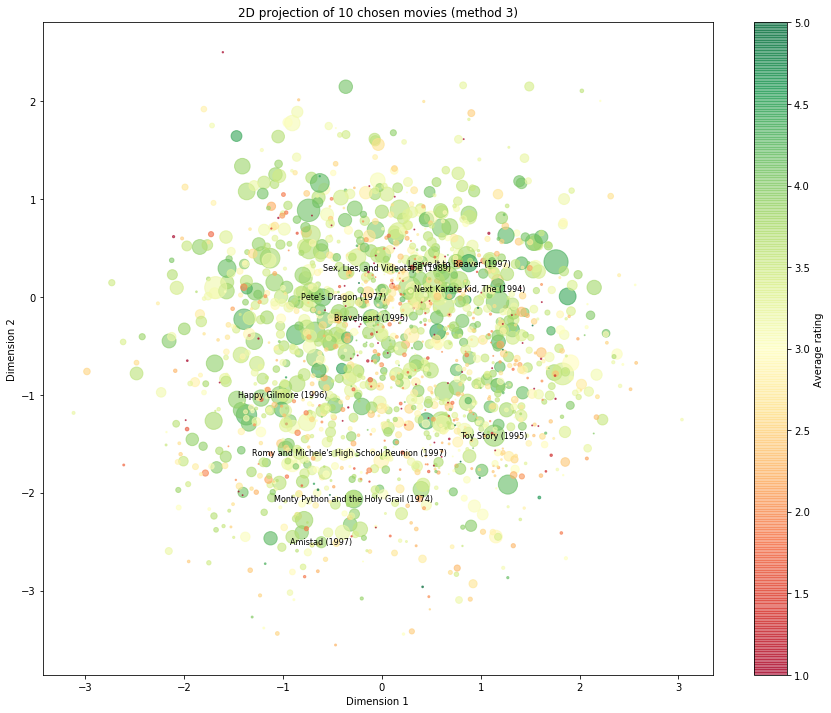 2D projection of 10 chosen movies (method 3)
5.0
4.5
4.0
3.5
3.0
2.5
2.0
1.5
1.0
Average rating
2
1
0
−1
−2
−3
Dimension 2
Leave It to Beaver (1997)
Sex, Lies, and Videotape (1989)
Next Karate Kid, The (1994)
Pete's Dragon (1977)
Braveheart (1995)
Happy Gilmore (1996)
Toy Story (1995)
Romy and Michele's High School Reunion (1997)
Monty Python and the Holy Grail (1974)
Amistad (1997)
−3 −2 −1 0 1 2 3
Dimension 1